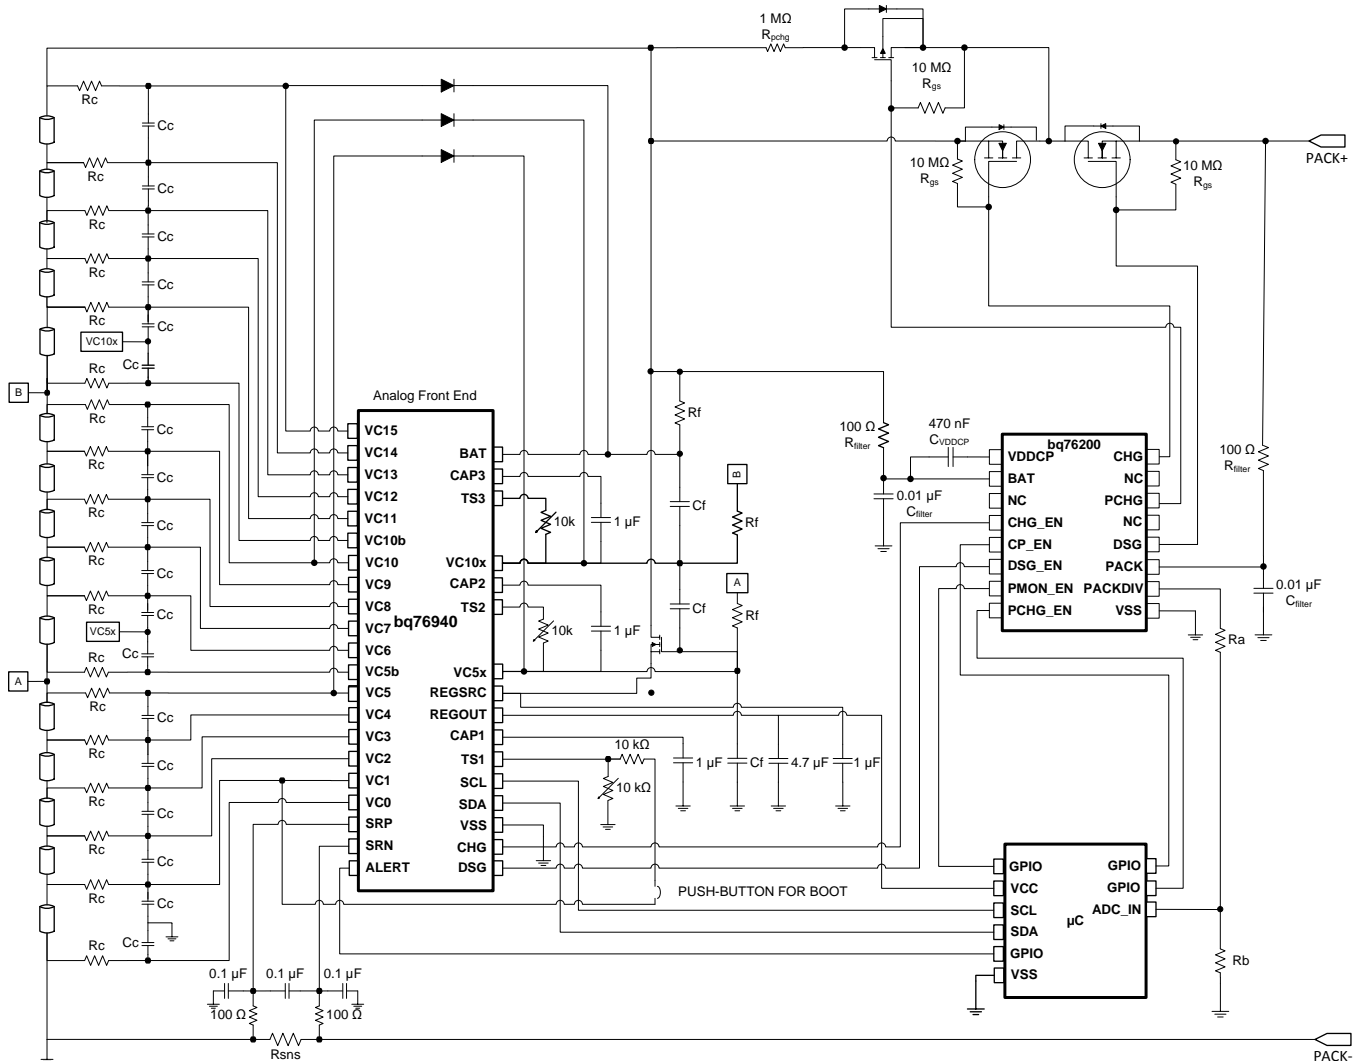 1 MΩ
Rpchg
10 MΩ
Rgs
PACK+
10 MΩ
Rgs
10 MΩ
Rgs
Rc
Cc
Rc
Cc
Rc
Cc
Rc
Cc
Rc
Cc
VC10x
Cc
Rc
B
Rc
Cc
Rc
Cc
Rc
Cc
Rc
Cc
Rc
Cc
VC5x
Cc
Rc
A
Rc
Cc
Rc
Cc
Rc
Cc
Rc
Cc
Rc
Cc
Cc
Rc
Analog Front End
bq76940
VC15
VC14
VC13
VC12
VC11
VC10b
VC10
VC9
VC8
VC7
VC6
VC5b
VC5
VC4
VC3
VC2
VC1
VC0
SRP
SRN
ALERT
BAT
CAP3
TS3
VC10x
CAP2
TS2
VC5x
REGSRC
REGOUT
CAP1
TS1
SCL
SDA
VSS
CHG
DSG
Rf
Cf
10k
1 µF
B
Rf
A
Rf
Cf
10k
1 µF
10 kΩ
10 kΩ
1 µF
Cf
4.7 µF
1 µF
PUSH-BUTTON FOR BOOT
100 Ω
Rfilter
470 nF
CVDDCP
0.01 µF
Cfilter
bq76200
VDDCP
BAT
NC
CHG_EN
CP_EN
DSG_EN
PMON_EN
PCHG_EN
CHG
NC
PCHG
NC
DSG
PACK
PACKDIV
VSS
100 Ω
Rfilter
0.01 µF
Cfilter
Ra
Rb
µC
GPIO
VCC
SCL
SDA
GPIO
VSS
GPIO
GPIO
ADC_IN
0.1 µF
0.1 µF
0.1 µF
100 Ω
100 Ω
Rsns
PACK-